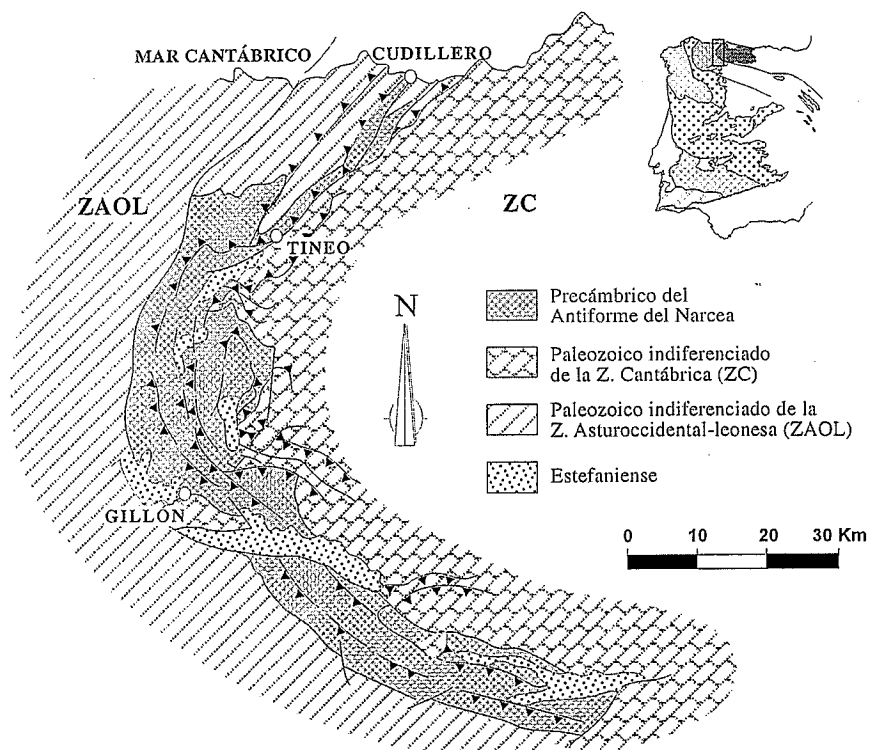 MAR CANTÁBRICO
CUDILLERO
ZAOL
ZC
TINEO
N
Precámbrico del
Antiforme del Narcea
Paleozoico indiferenciado
de la Z. Cantábrica (ZC)
Paleozoico indiferenciado de la
Z. Asturoccidental-leonesa (ZAOL)
Estefaniense
GILLÓN
0 10 20 30 Km